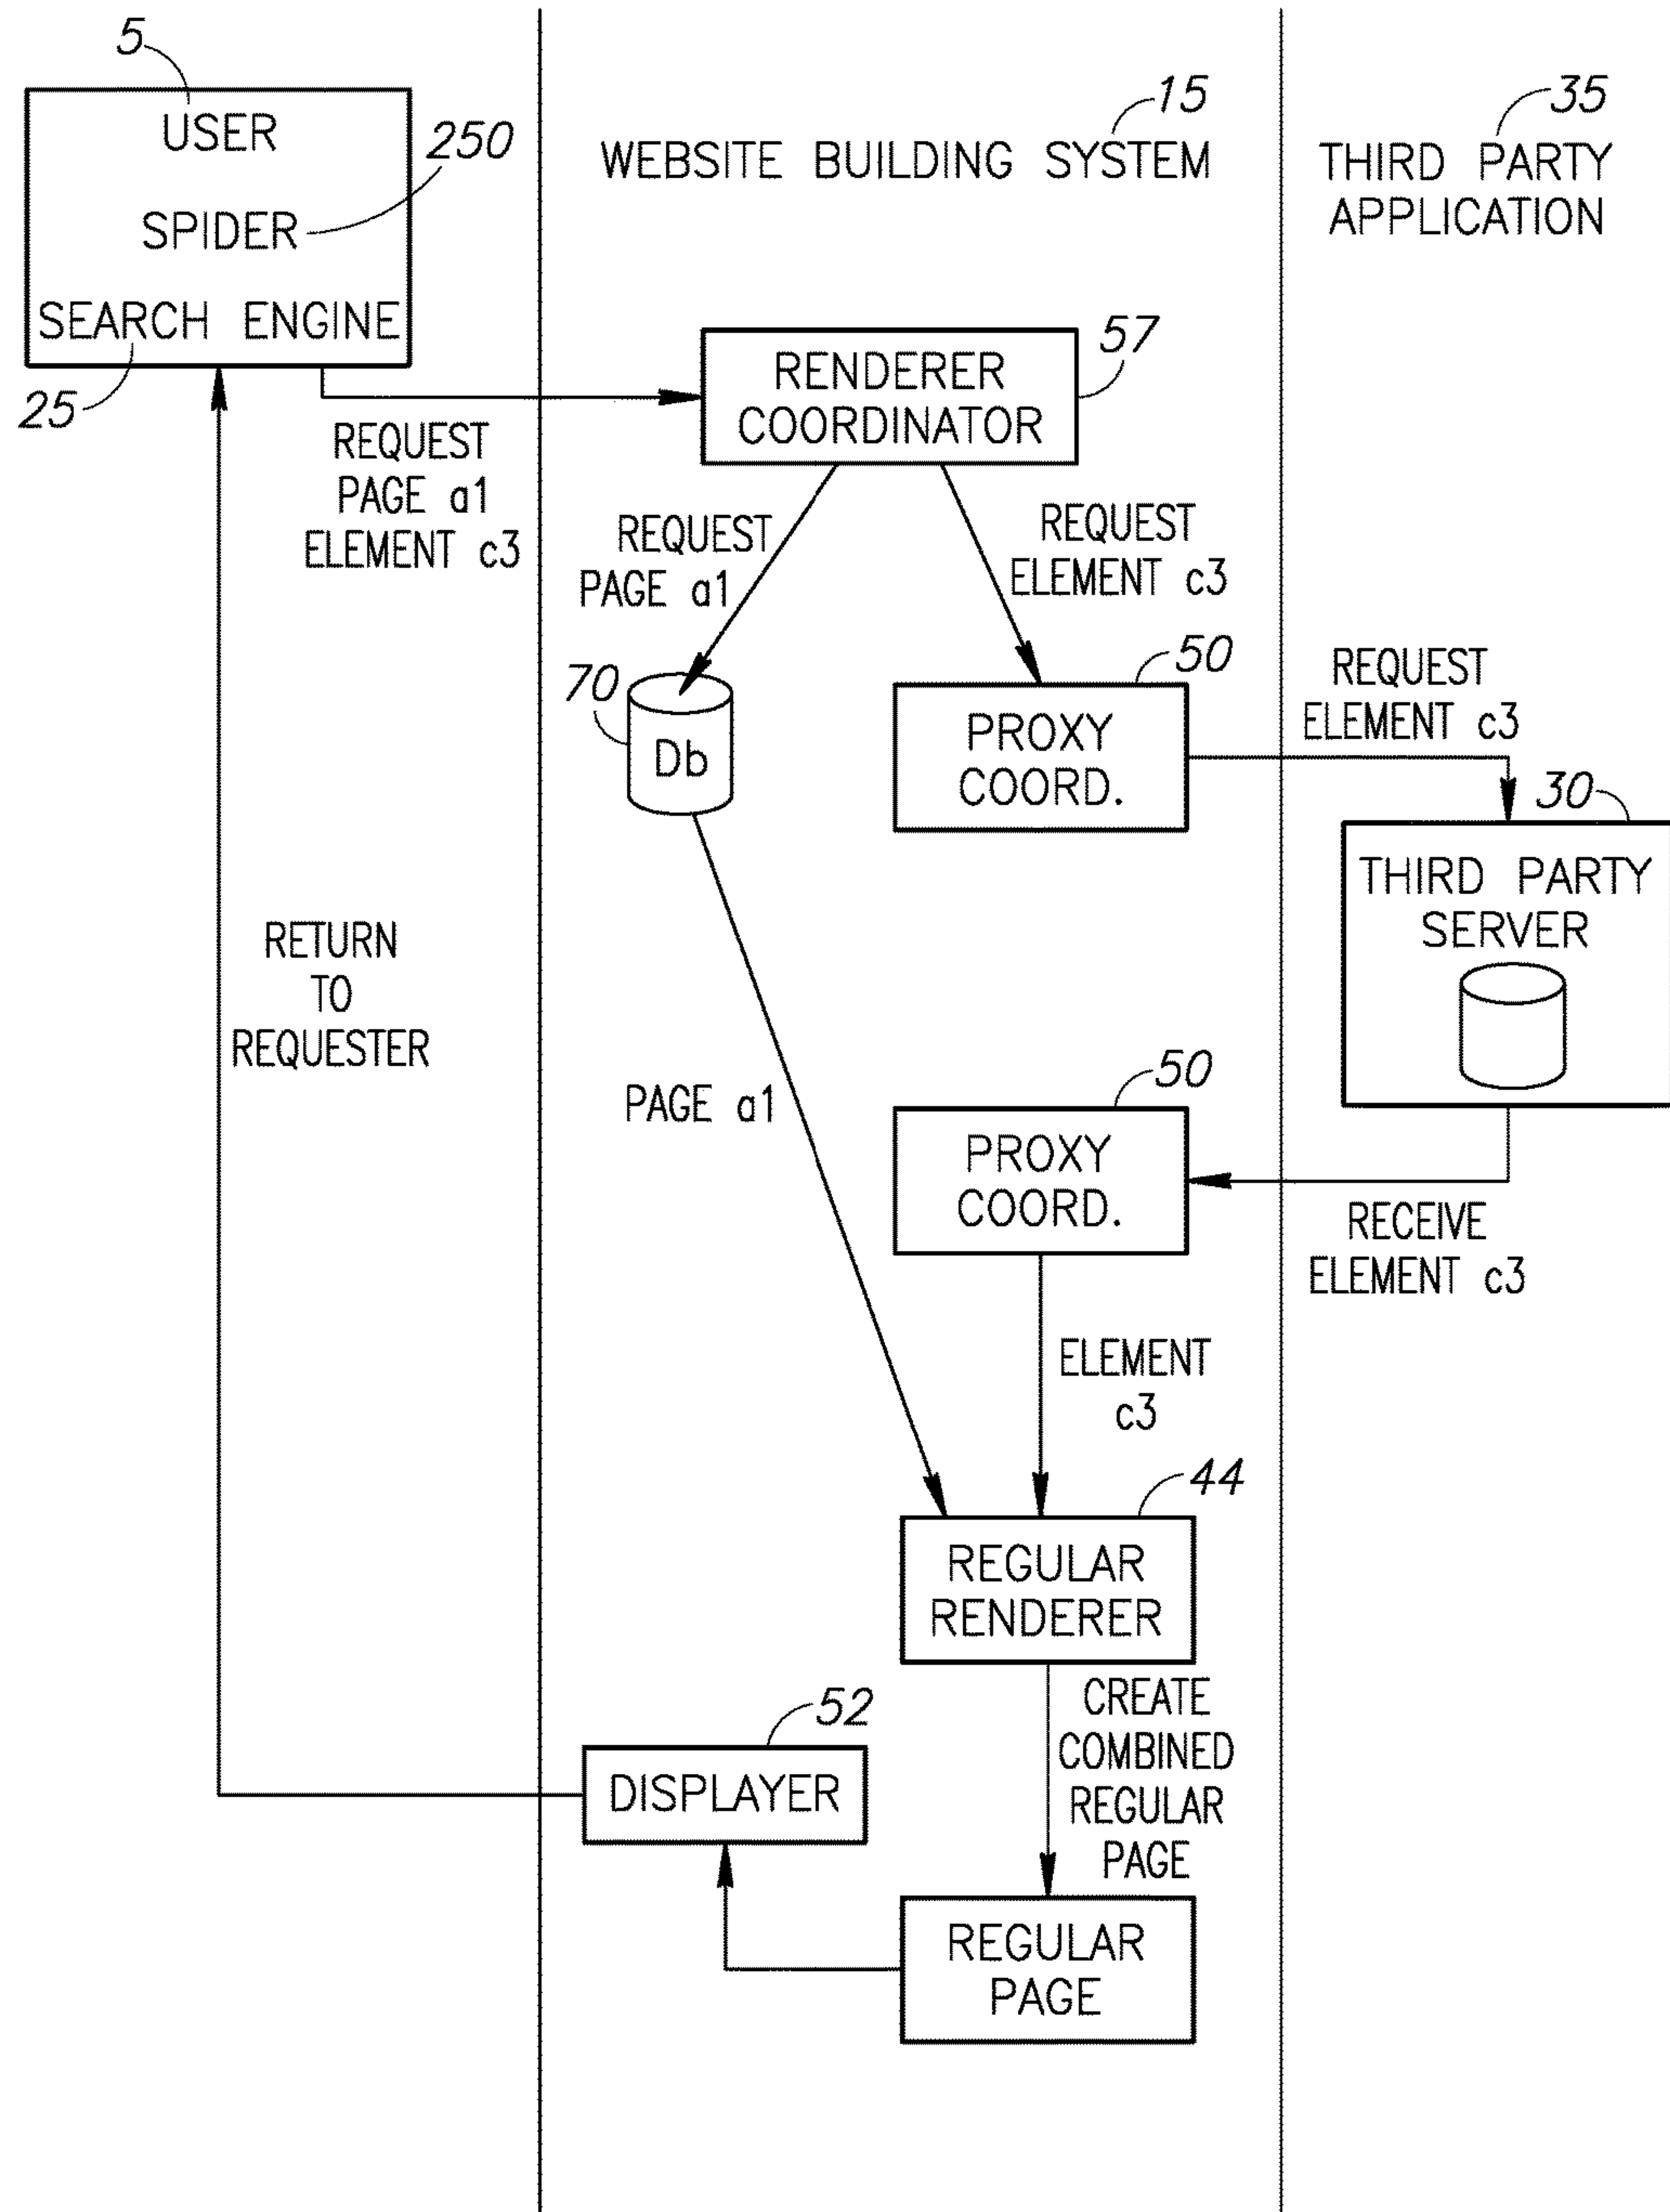 5
USER
250
SPIDER
SEARCH ENGINE
25
15
WEBSITE BUILDING SYSTEM
35
THIRD PARTY
APPLICATION
57
RENDERER
COORDINATOR
REQUEST
PAGE a1
ELEMENT c3
REQUEST
PAGE a1
REQUEST
ELEMENT c3
70
Db
50
PROXY
COORD.
REQUEST
ELEMENT c3
30
THIRD PARTY
SERVER
RETURN
TO
REQUESTER
PAGE a1
50
PROXY
COORD.
RECEIVE
ELEMENT c3
ELEMENT
c3
44
REGULAR
RENDERER
CREATE
COMBINED
REGULAR
PAGE
52
DISPLAYER
REGULAR
PAGE